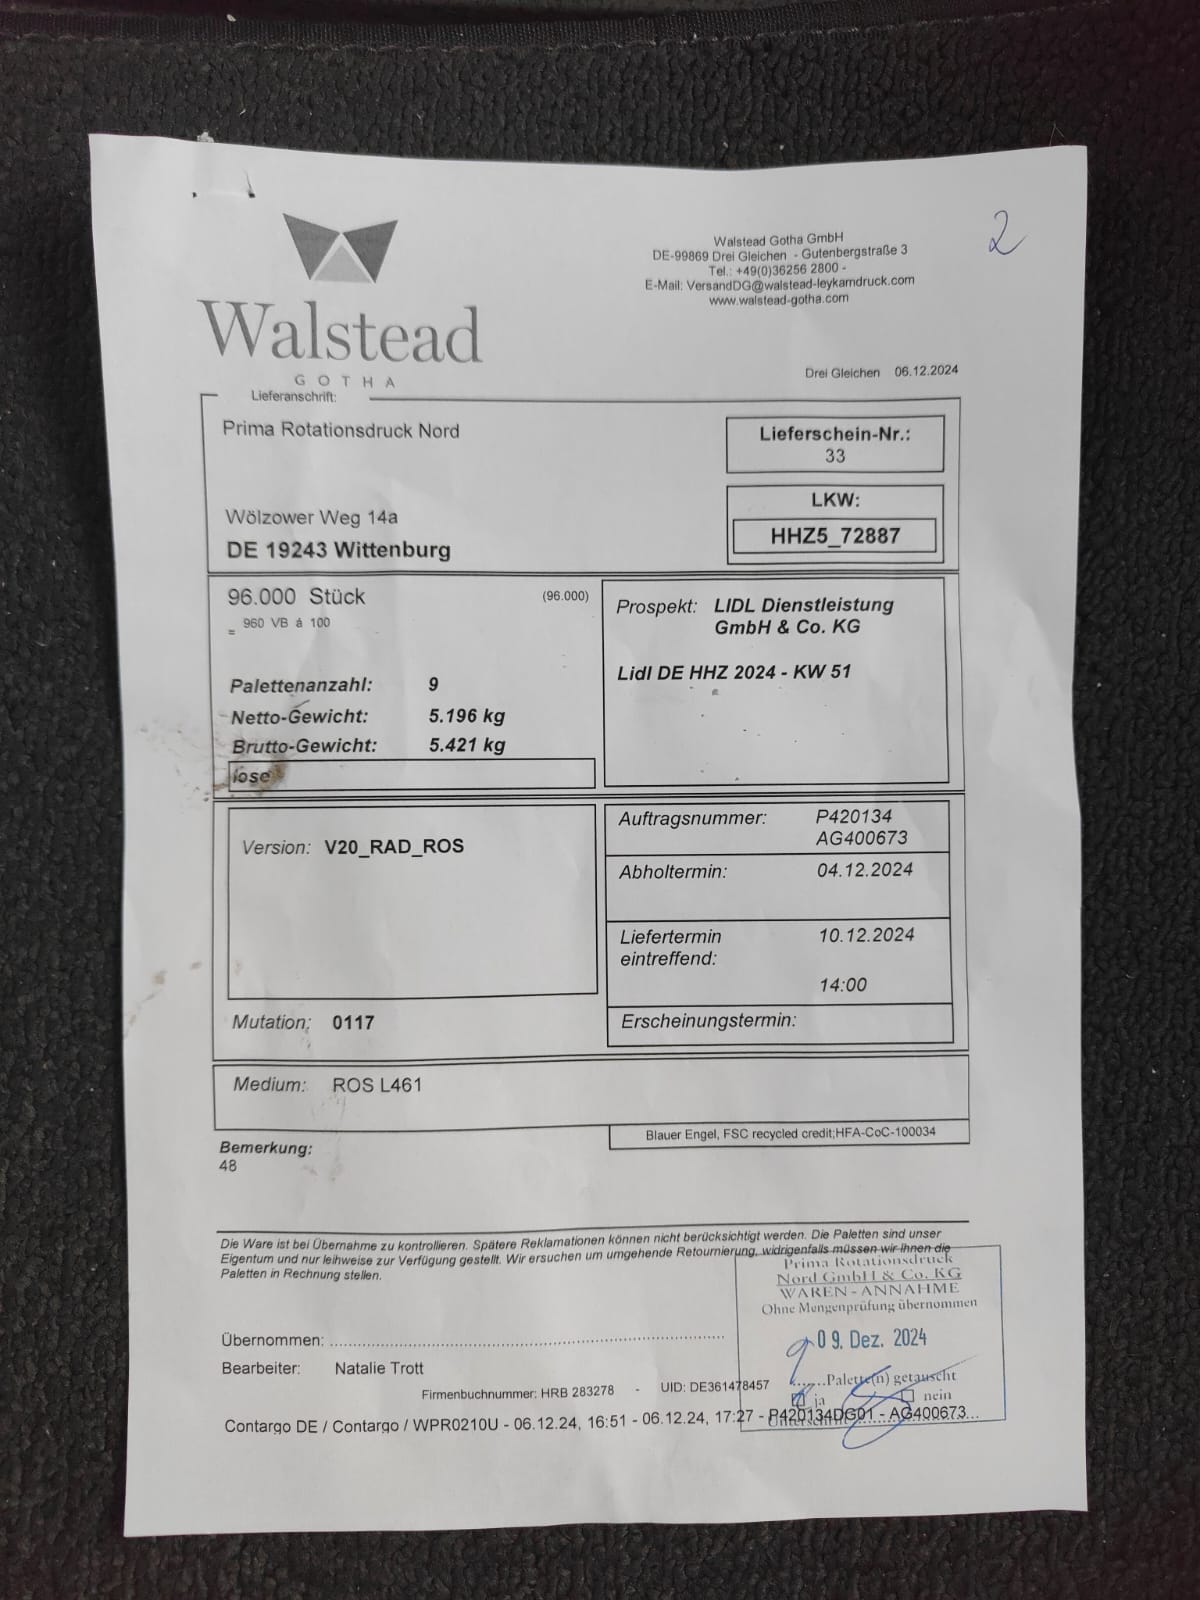 2
Walstead Gotha GmbH
DE-99869 Drei Gleichen - Gutenbergstraße 3
Tel.: +49(0)36256 2800 -
E-Mail: VersandDG@walstead-leykamdruck.com
www.walstead-gotha.com
Walstead
GOTHA
Drei Gleichen 06.12.2024
Lieferanschrift:
Prima Rotationsdruck Nord
Wölzower Weg 14a
DE 19243 Wittenburg
Lieferschein-Nr.:
33
LKW:
HHZ5_72887
96.000 Stück (96.000)
= 960 VB á 100
Palettenanzahl: 9
Netto-Gewicht: 5.196 kg
Brutto-Gewicht: 5.421 kg
lose
Prospekt: LIDL Dienstleistung
GmbH & Co. KG
Lidl DE HHZ 2024 - KW 51
Version: V20_RAD_ROS
Mutation: 0117
Auftragsnummer: P420134
AG400673
Abholtermin: 04.12.2024
Liefertermin 10.12.2024
eintreffend:
14:00
Erscheinungstermin:
Medium: ROS L461
Blauer Engel, FSC recycled credit;HFA-CoC-100034
Bemerkung:
48
Die Ware ist bei Übernahme zu kontrollieren. Spätere Reklamationen können nicht berücksichtigt werden. Die Paletten sind unser
Eigentum und nur leihweise zur Verfügung gestellt. Wir ersuchen um umgehende Retournierung, widrigenfalls müssen wir Ihnen die
Paletten in Rechnung stellen.
Prima Rotationsdruck
Nord GmbH & Co. KG
WAREN - ANNAHME
Ohne Mengenprüfung übernommen
09. Dez. 2024
9 ......Palette(n) getauscht
ja nein
Unterschrift
Übernommen: ................
Bearbeiter: Natalie Trott
Firmenbuchnummer: HRB 283278 - UID: DE361478457
Contargo DE / Contargo / WPR0210U - 06.12.24, 16:51 - 06.12.24, 17:27 - P420134DG01 - AG400673